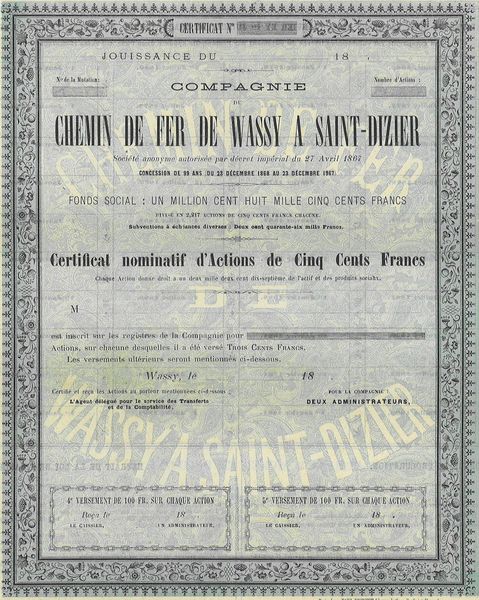 CERTIFICAT N°
JOUISSANCE DU 18
N° de la Mutation:
Nombre d'Actions:
COMPAGNIE
DU
CHEMIN DE FER DE WASSY A SAINT-DIZIER
Société anonyme autorisée par décret impérial du 27 Avril 1867
CONCESSION DE 99 ANS DU 23 DÉCEMBRE 1868 AU 23 DÉCEMBRE 1967.
FONDS SOCIAL : UN MILLION CENT HUIT MILLE CINQ CENTS FRANCS
DIVISÉ EN 2,217 ACTIONS DE CINQ CENTS FRANCS CHACUNE.
Subventions à échéances diverses : Deux cent quarante-six mille Francs.
Certificat nominatif d'Actions de Cinq Cents Francs
Chaque Action donne droit à un deux mille deux cent dix-septième de l'actif et des produits sociaux.
M
est inscrit sur les registres de la Compagnie pour
Actions, sur chacune desquelles il a été versé TROIS CENTS FRANCS.
Les versements ultérieurs seront mentionnés ci-dessous.
Wassy, le 18
Certifié et reçu les Actions au porteur mentionnées ci-dessous :
L'Agent délégué pour le service des Transferts
et de la Comptabilité,
POUR LA COMPAGNIE :
DEUX ADMINISTRATEURS,
4e VERSEMENT DE 100 FR. SUR CHAQUE ACTION
Reçu le 18
LE CAISSIER, UN ADMINISTRATEUR,
5e VERSEMENT DE 100 FR. SUR CHAQUE ACTION
Reçu le 18
LE CAISSIER, UN ADMINISTRATEUR,
CHEMIN DE FER
DE
WASSY A SAINT-DIZIER